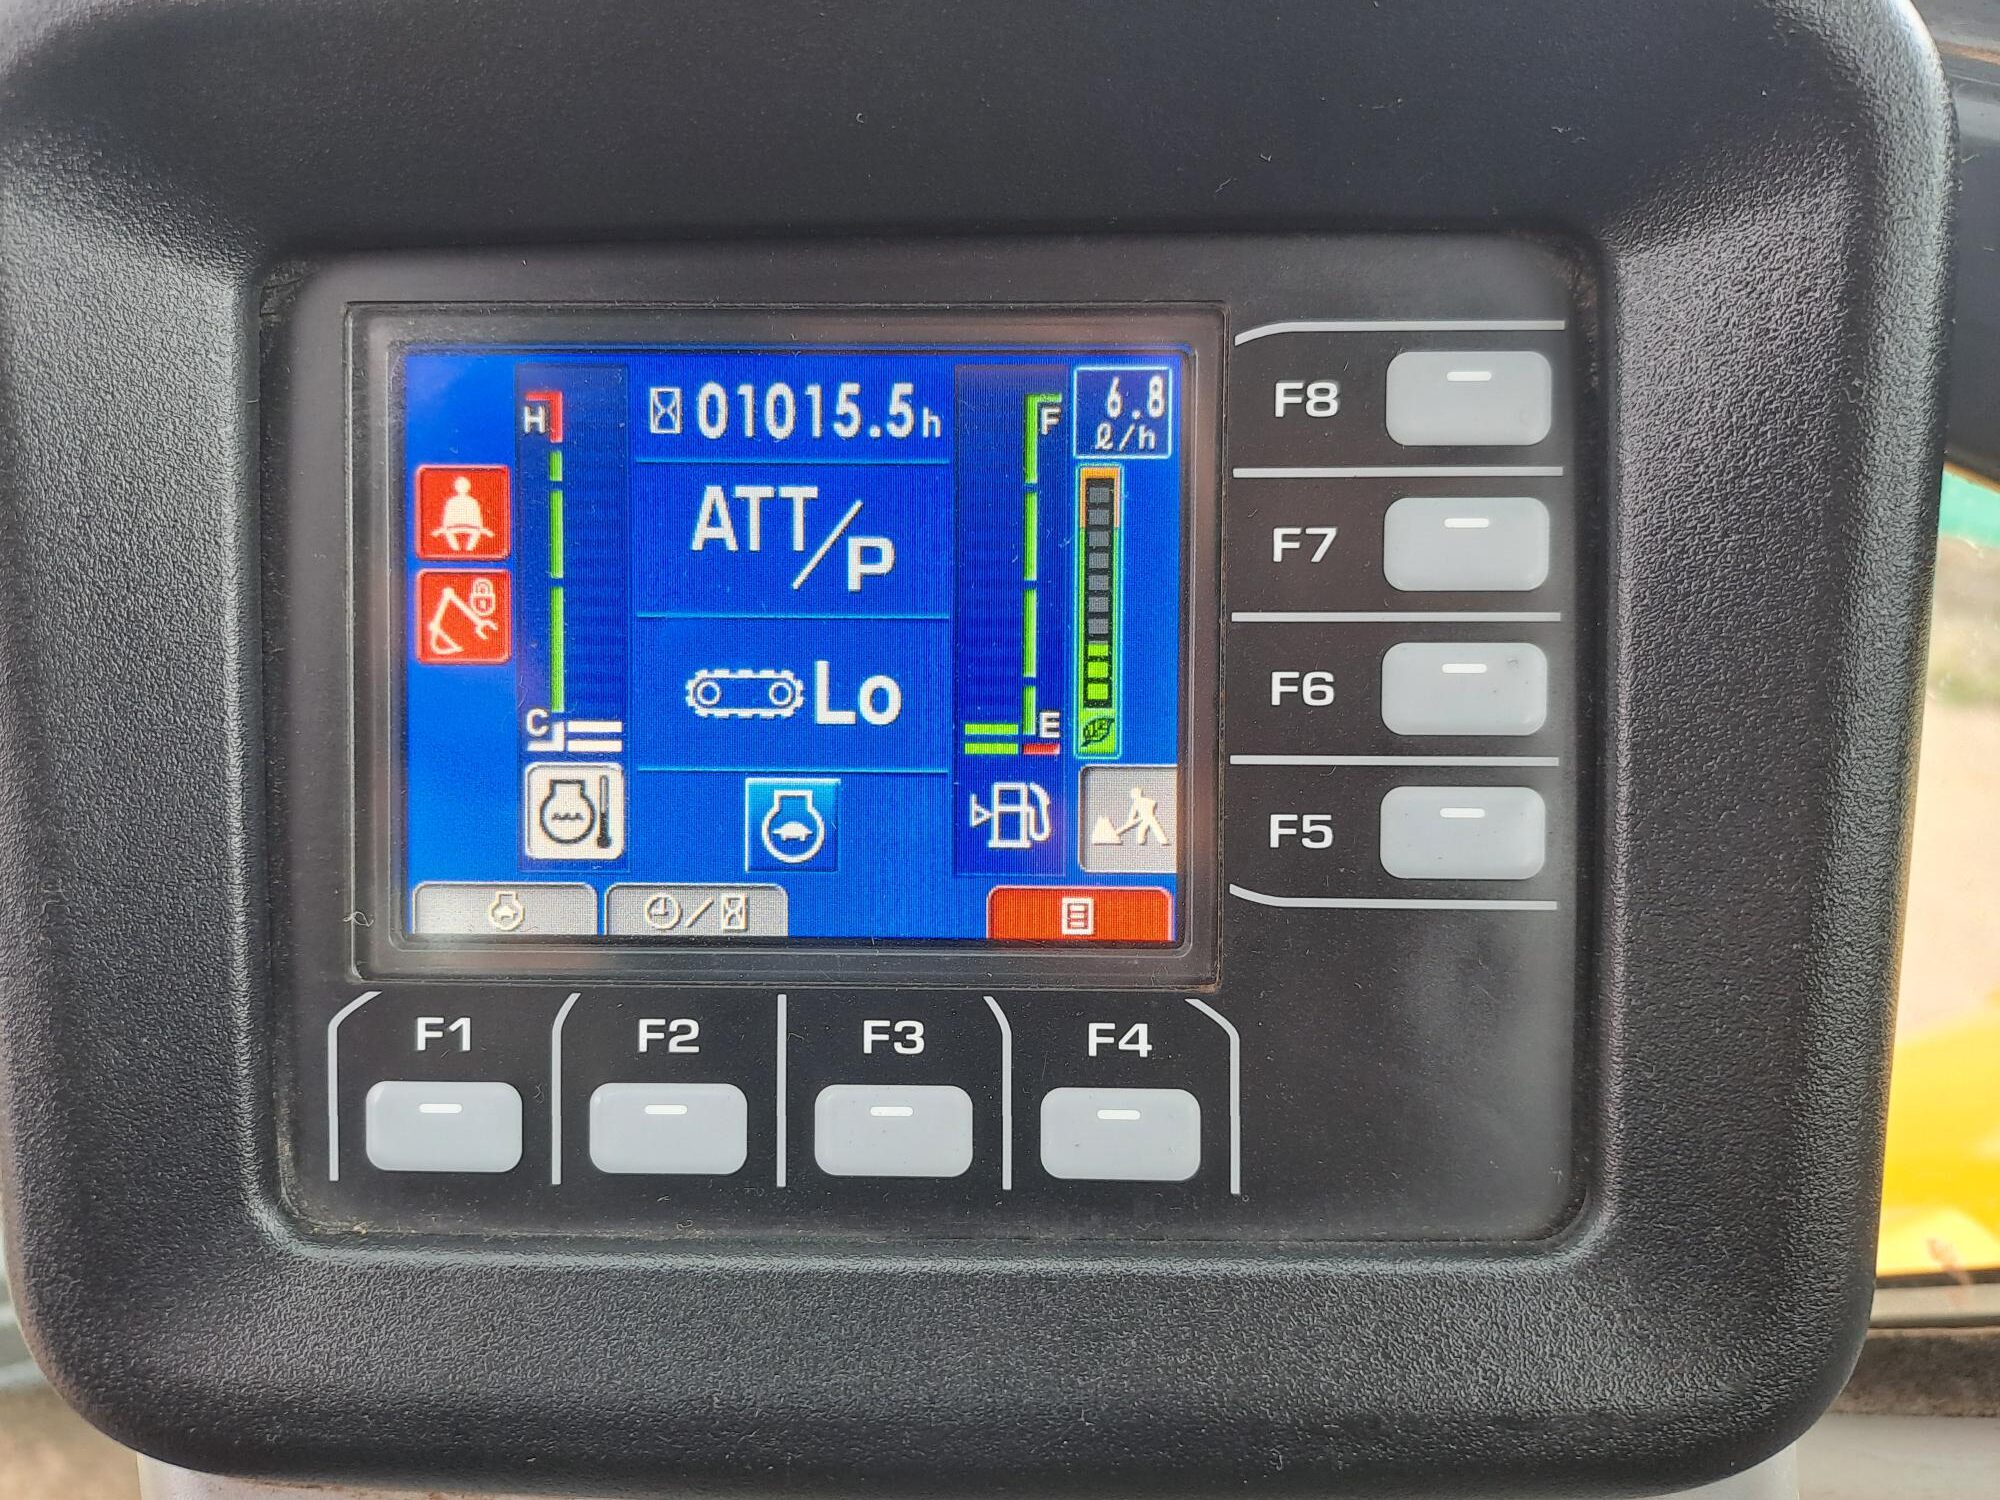 H
01015.5h
F
6.8
ℓ/h
ATT/P
Lo
C
E
F8
F7
F6
F5
F1
F2
F3
F4